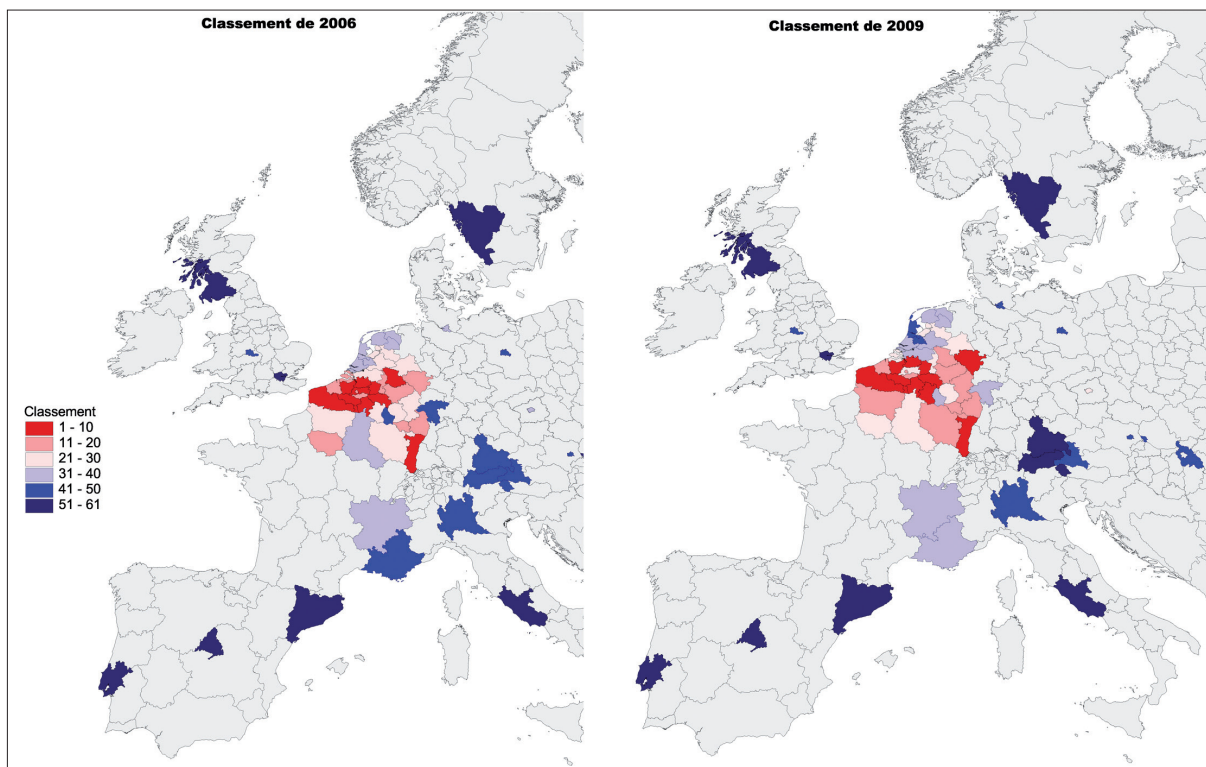 Classement de 2006
Classement de 2009
Classement
1 - 10
11 - 20
21 - 30
31 - 40
41 - 50
51 - 61